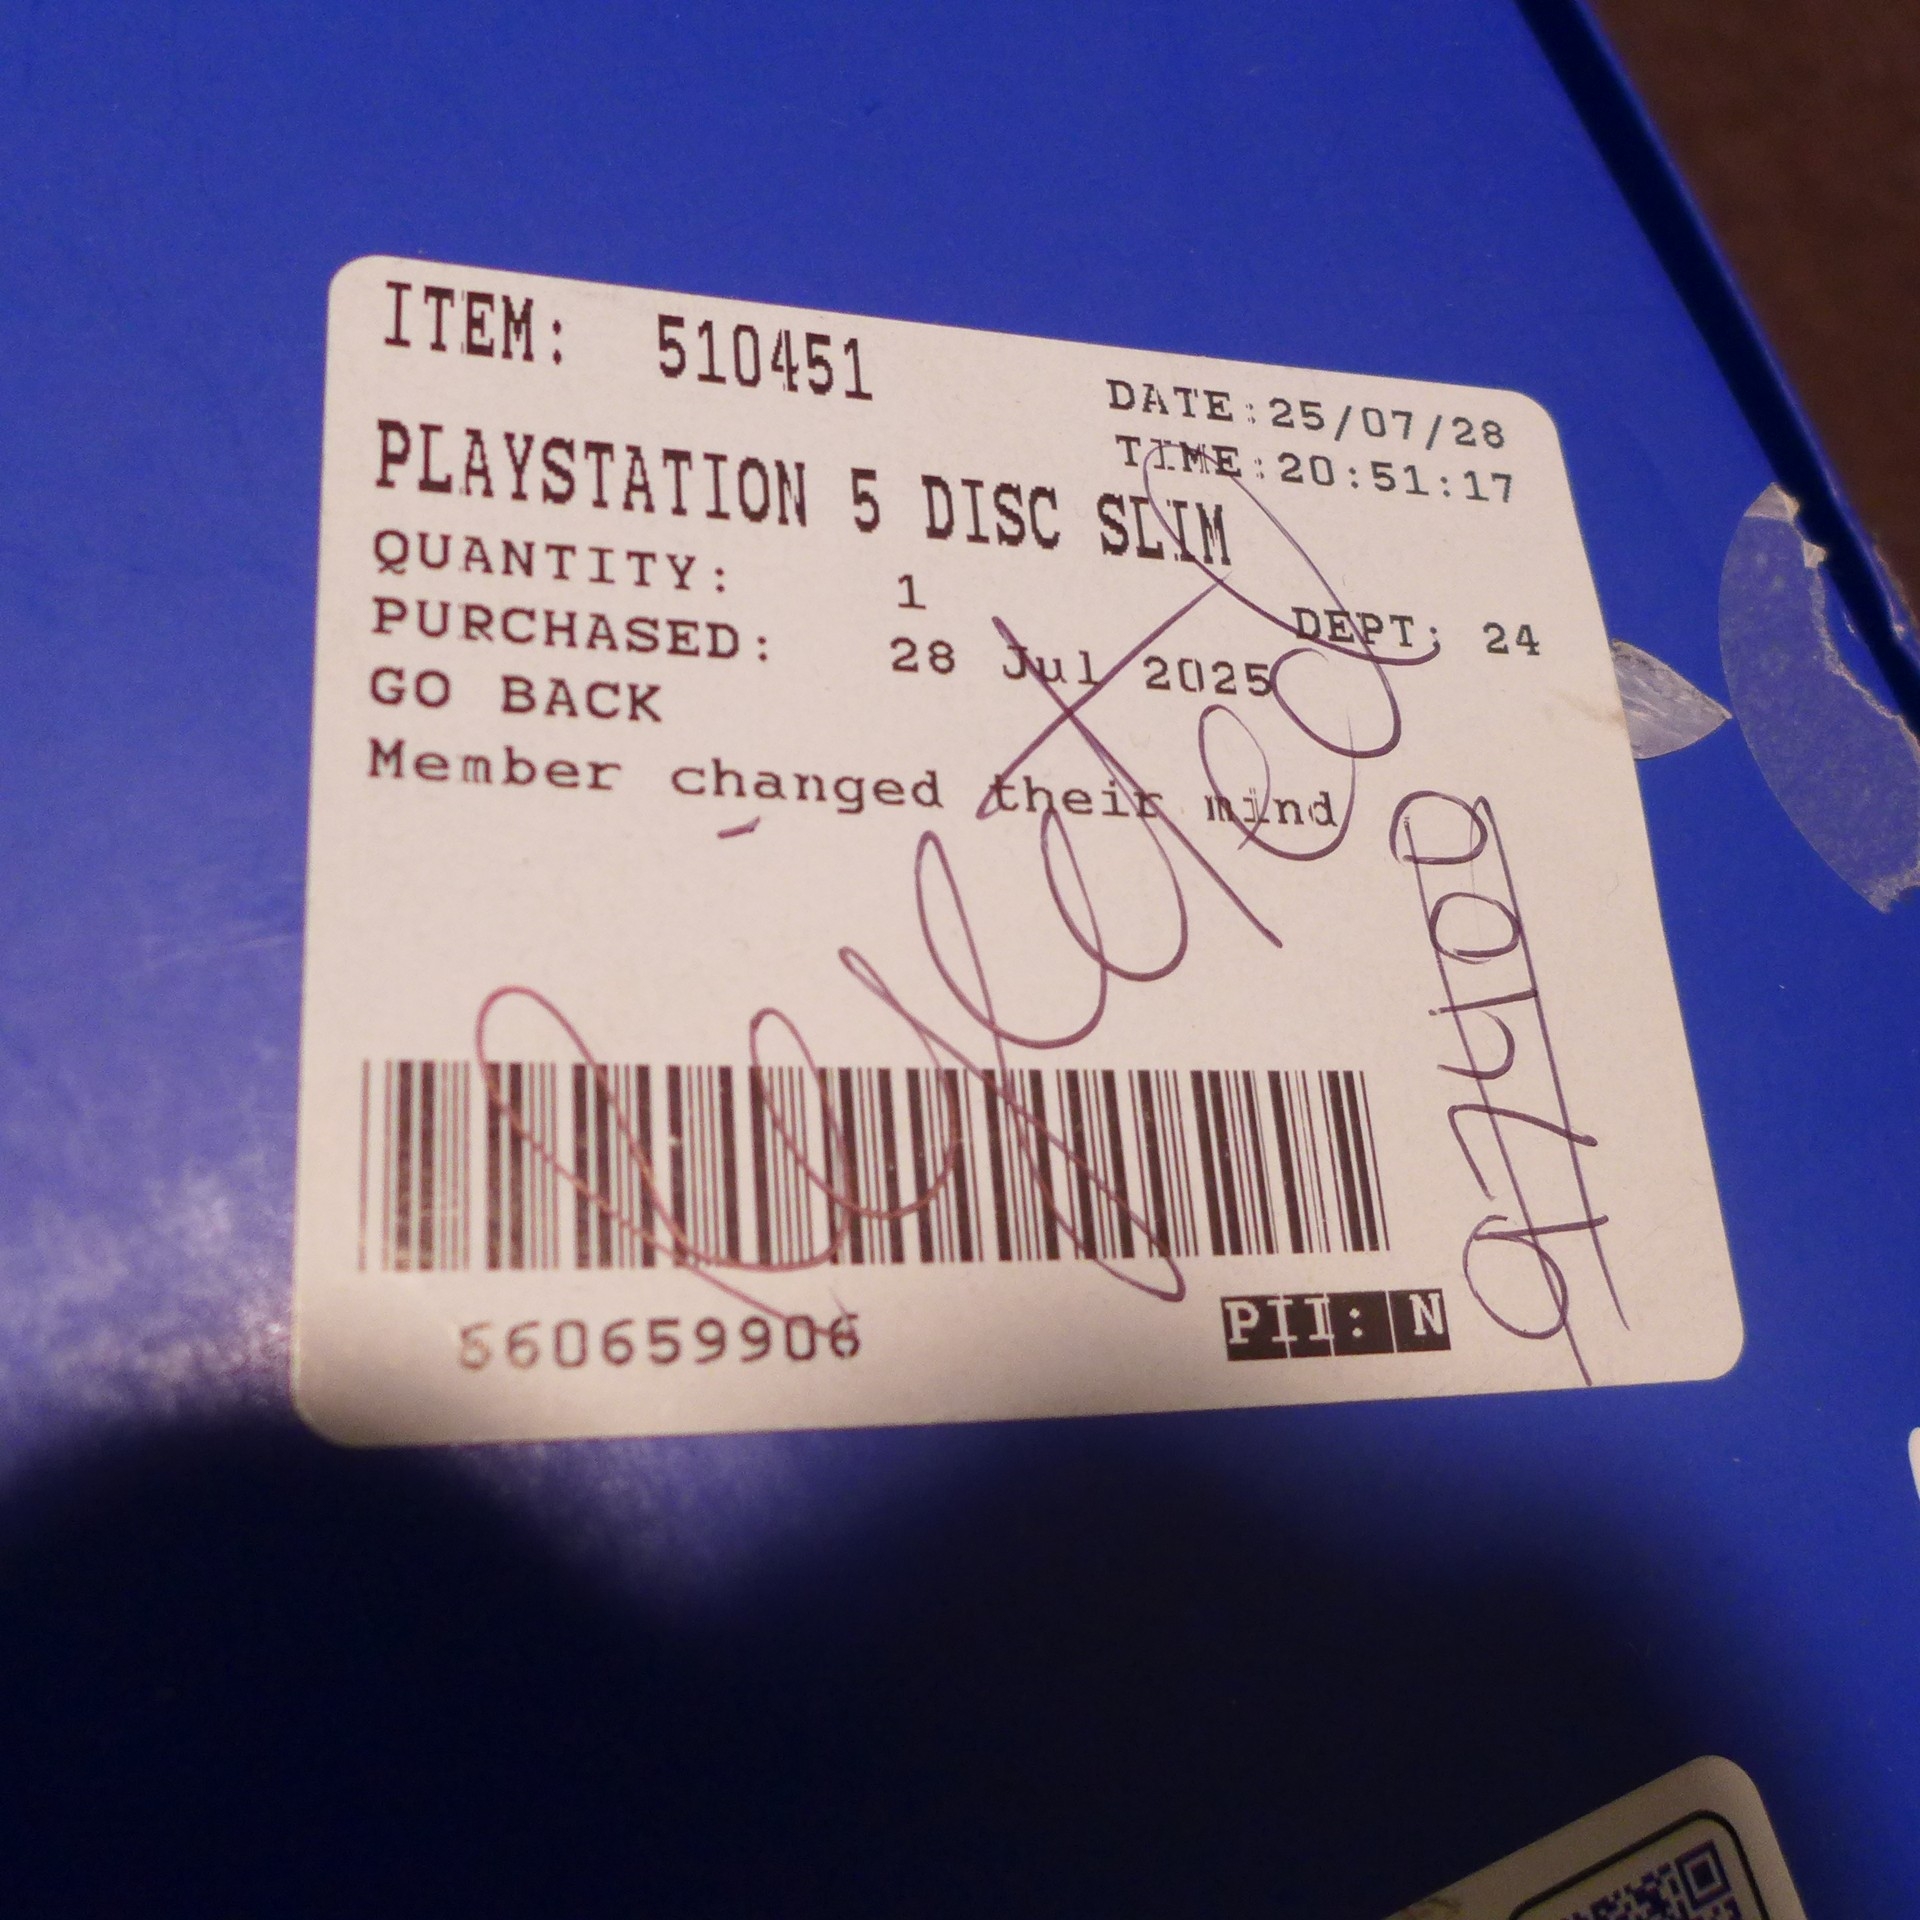 ITEM: 510451
DATE:25/07/28
TIME:20:51:17
PLAYSTATION 5 DISC SLIM
QUANTITY: 1
DEPT: 24
PURCHASED: 28 Jul 2025
GO BACK
Member changed their mind
560659906
PII: N